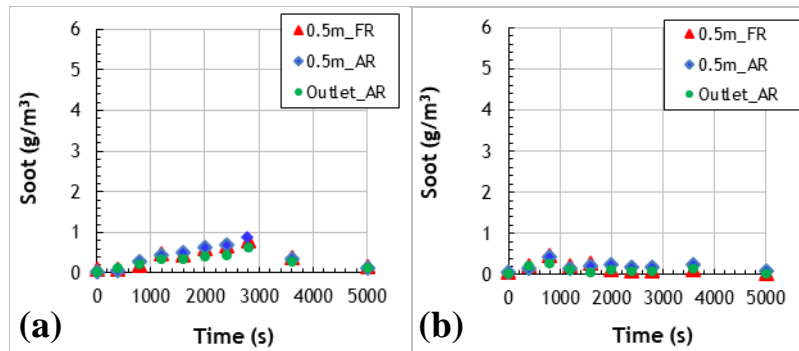 6
5
4
3
2
1
0
Soot (g/m³)
0.5m_FR
0.5m_AR
Outlet_AR
0 1000 2000 3000 4000 5000
Time (s)
(a)
6
5
4
3
2
1
0
Soot (g/m³)
0.5m_FR
0.5m_AR
Outlet_AR
0 1000 2000 3000 4000 5000
Time (s)
(b)